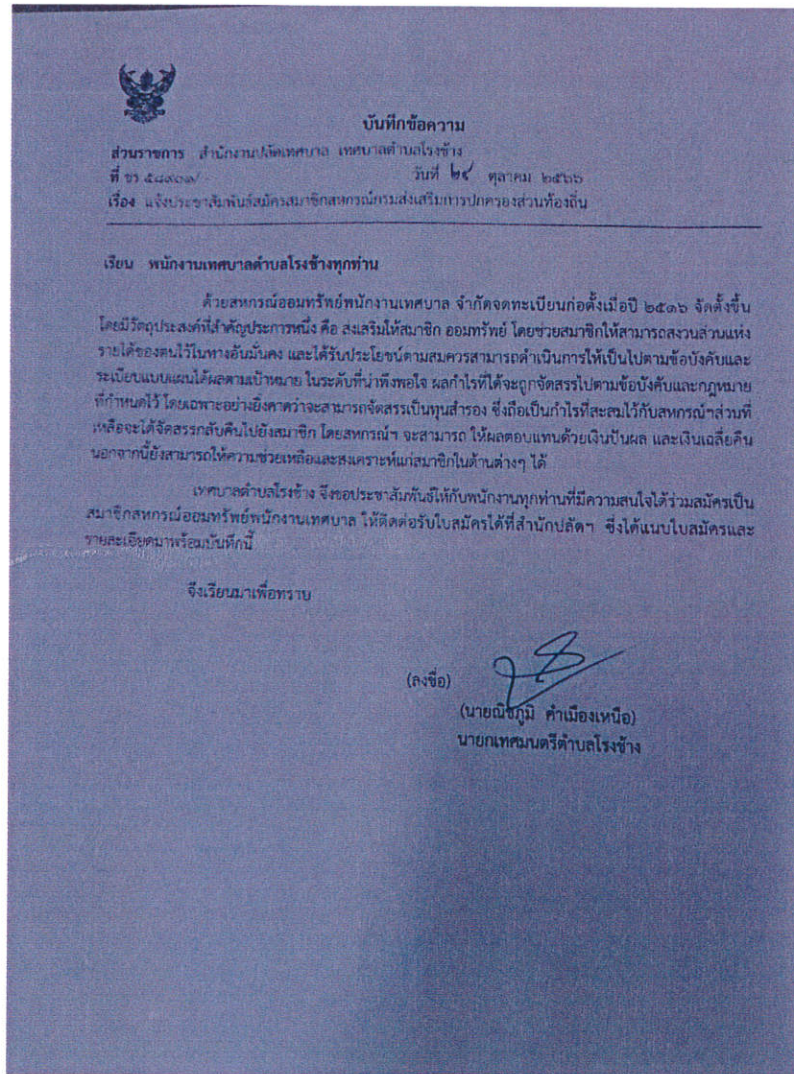 บันทึกข้อความ
ส่วนราชการ สำนักงานปลัดเทศบาล เทศบาลตำบลโรงช้าง
ที่ วันที่ ๒๔ ตุลาคม ๒๕๖๖
เรื่อง แจ้งประชาสัมพันธ์สมัครสมาชิกสหกรณ์กรมส่งเสริมการปกครองส่วนท้องถิ่น
เรียน พนักงานเทศบาลตำบลโรงช้างทุกท่าน
ด้วยสหกรณ์ออมทรัพย์พนักงานเทศบาล จำกัดจดทะเบียนก่อตั้งเมื่อปี ๒๕๓๖ จัดตั้งขึ้น
โดยมีวัตถุประสงค์ที่สำคัญประการหนึ่ง คือ ส่งเสริมให้สมาชิก ออมทรัพย์ โดยช่วยสมาชิกให้สามารถสงวนส่วนแห่ง
รายได้ของตนไว้ในทางอันมั่นคง และได้รับประโยชน์ตามสมควรสามารถดำเนินการให้เป็นไปตามข้อบังคับและ
ระเบียบแบบแผนได้ผลตามเป้าหมาย ในระดับที่น่าพึงพอใจ ผลกำไรที่ได้จะถูกจัดสรรไปตามข้อบังคับและกฎหมาย
ที่กำหนดไว้ โดยเฉพาะอย่างยิ่งคาดว่าจะสามารถจัดสรรเป็นทุนสำรอง ซึ่งถือเป็นกำไรที่สะสมไว้กับสหกรณ์ฯส่วนที่
เหลือจะได้จัดสรรกลับคืนไปยังสมาชิก โดยสหกรณ์ฯ จะสามารถ ให้ผลตอบแทนด้วยเงินปันผล และเงินเฉลี่ยคืน
นอกจากนี้ยังสามารถให้ความช่วยเหลือและสงเคราะห์แก่สมาชิกในด้านต่างๆ ได้
เทศบาลตำบลโรงช้าง จึงขอประชาสัมพันธ์ให้กับพนักงานทุกท่านที่มีความสนใจได้ร่วมสมัครเป็น
สมาชิกสหกรณ์ออมทรัพย์พนักงานเทศบาล ให้ติดต่อรับใบสมัครได้ที่สำนักปลัดฯ ซึ่งได้แนบใบสมัครและ
รายละเอียดมาพร้อมบันทึกนี้
จึงเรียนมาเพื่อทราบ
(ลงชื่อ)
(นายณิชภูมิ คำเมืองเหนือ)
นายกเทศมนตรีตำบลโรงช้าง